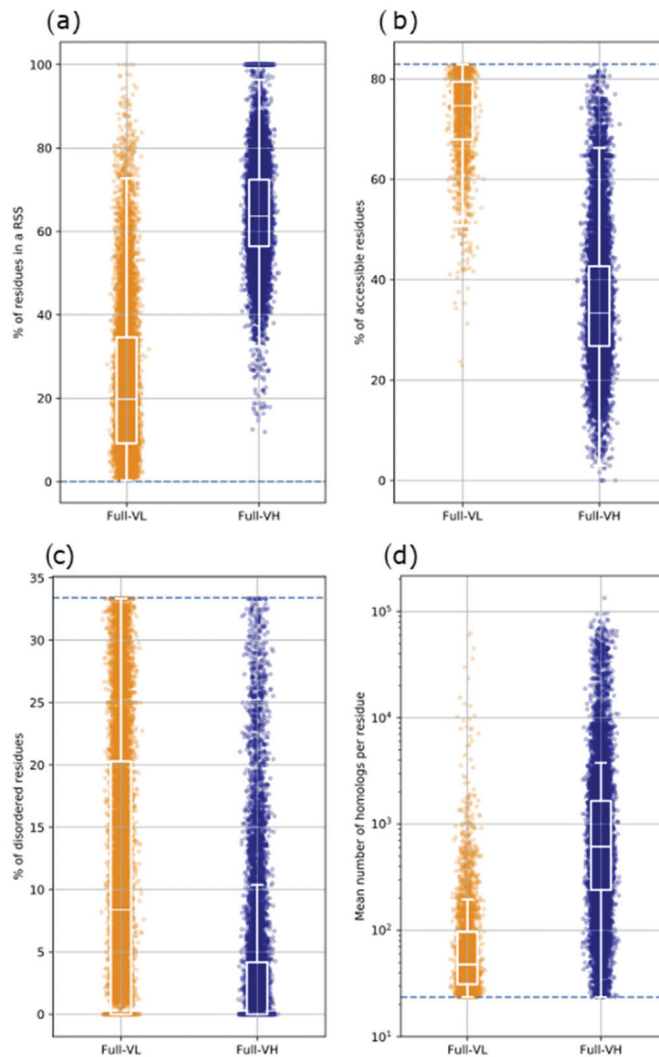 (a)
% of residues in a RSS
100
80
60
40
20
0
Full-VL
Full-VH
(b)
% of accessible residues
80
60
40
20
0
Full-VL
Full-VH
(c)
% of disordered residues
35
30
25
20
15
10
5
0
Full-VL
Full-VH
(d)
Mean number of homologs per residue
10⁵
10⁴
10³
10²
10¹
Full-VL
Full-VH